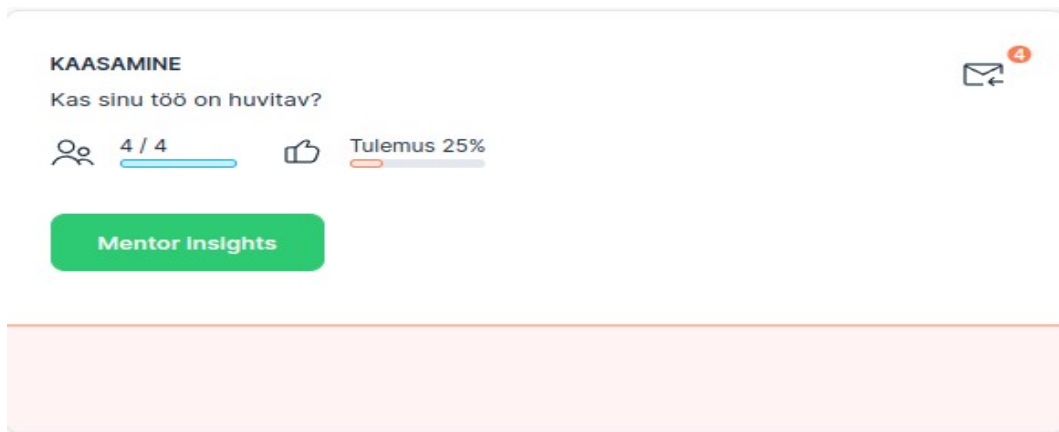 KAASAMINE
4
Kas sinu töö on huvitav?
4 / 4
Tulemus 25%
Mentor Insights